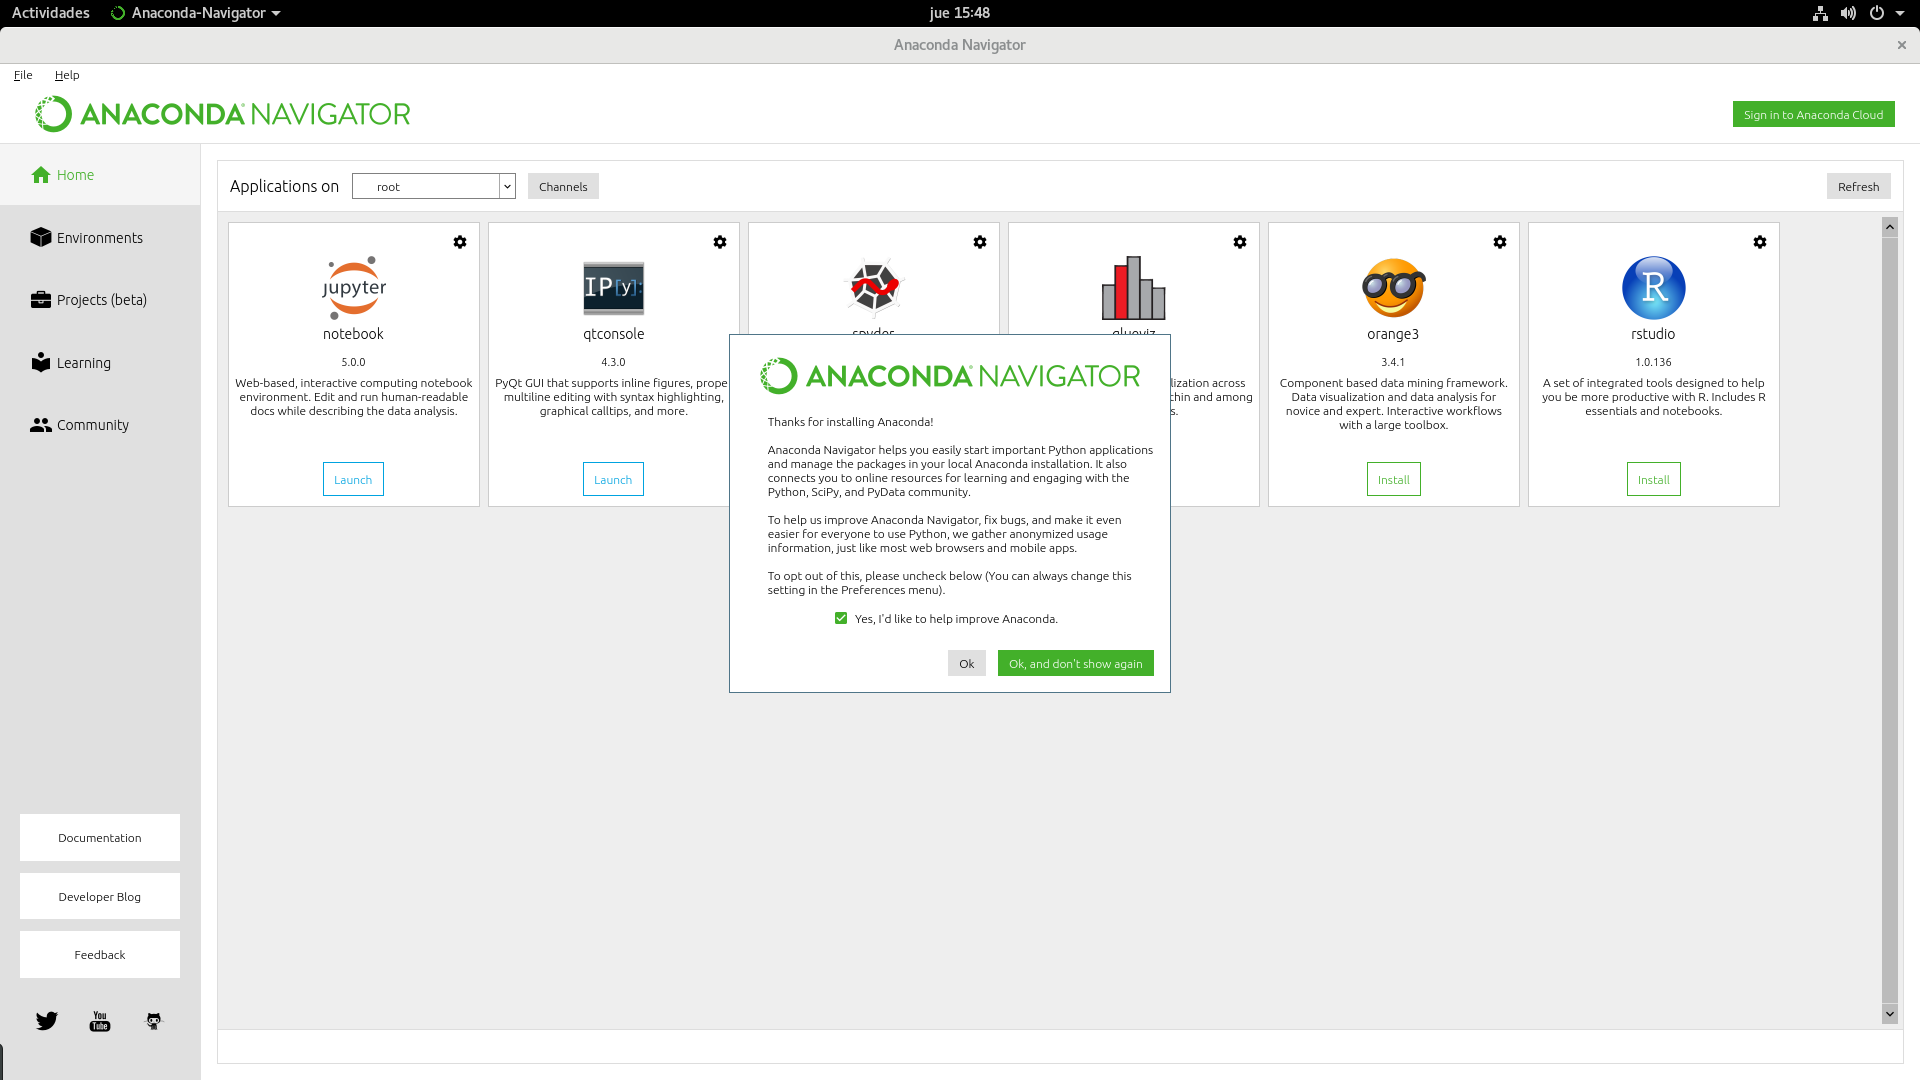 Actividades
Anaconda-Navigator
jue 15:48
Anaconda Navigator
File Help
ANACONDA NAVIGATOR
Sign in to Anaconda Cloud
Home
Environments
Projects (beta)
Learning
Community
Applications on
root
Channels
Refresh
jupyter
notebook
5.0.0
Web-based, interactive computing notebook
environment. Edit and run human-readable
docs while describing the data analysis.
Launch
IP[y]:
qtconsole
4.3.0
PyQt GUI that supports inline figures, prope
multiline editing with syntax highlighting,
graphical calltips, and more.
Launch
spyder
glueviz
lization across
thin and among
s.
orange3
3.4.1
Component based data mining framework.
Data visualization and data analysis for
novice and expert. Interactive workflows
with a large toolbox.
Install
R
rstudio
1.0.136
A set of integrated tools designed to help
you be more productive with R. Includes R
essentials and notebooks.
Install
ANACONDA NAVIGATOR
Thanks for installing Anaconda!
Anaconda Navigator helps you easily start important Python applications
and manage the packages in your local Anaconda installation. It also
connects you to online resources for learning and engaging with the
Python, SciPy, and PyData community.
To help us improve Anaconda Navigator, fix bugs, and make it even
easier for everyone to use Python, we gather anonymized usage
information, just like most web browsers and mobile apps.
To opt out of this, please uncheck below (You can always change this
setting in the Preferences menu).
Yes, I'd like to help improve Anaconda.
Ok
Ok, and don't show again
Documentation
Developer Blog
Feedback
You
Tube